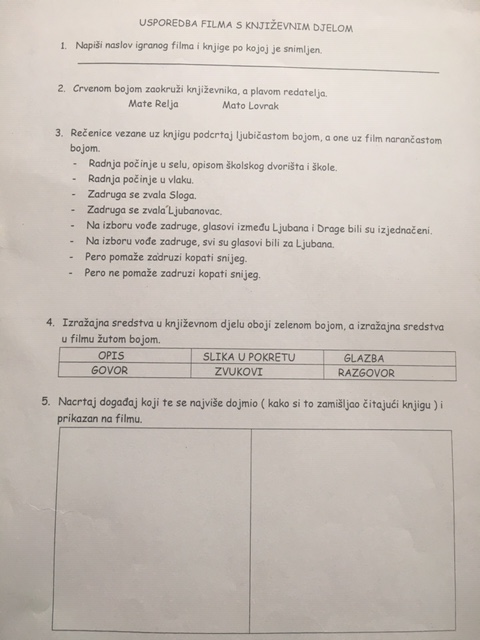 USPOREDBA FILMA S KNJIŽEVNIM DJELOM
1. Napiši naslov igranog filma i knjige po kojoj je snimljen.
2. Crvenom bojom zaokruži književnika, a plavom redatelja.
Mate Relja Mato Lovrak
3. Rečenice vezane uz knjigu podcrtaj ljubičastom bojom, a one uz film narančastom
bojom.
- Radnja počinje u selu, opisom školskog dvorišta i škole.
- Radnja počinje u vlaku.
- Zadruga se zvala Sloga.
- Zadruga se zvala Ljubanovac.
- Na izboru vođe zadruge, glasovi između Ljubana i Drage bili su izjednačeni.
- Na izboru vođe zadruge, svi su glasovi bili za Ljubana.
- Pero pomaže zadruzi kopati snijeg.
- Pero ne pomaže zadruzi kopati snijeg.
4. Izražajna sredstva u književnom djelu oboji zelenom bojom, a izražajna sredstva
u filmu žutom bojom.
OPIS SLIKA U POKRETU GLAZBA
GOVOR ZVUKOVI RAZGOVOR
5. Nacrtaj događaj koji te se najviše dojmio ( kako si to zamišljao čitajući knjigu ) i
prikazan na filmu.